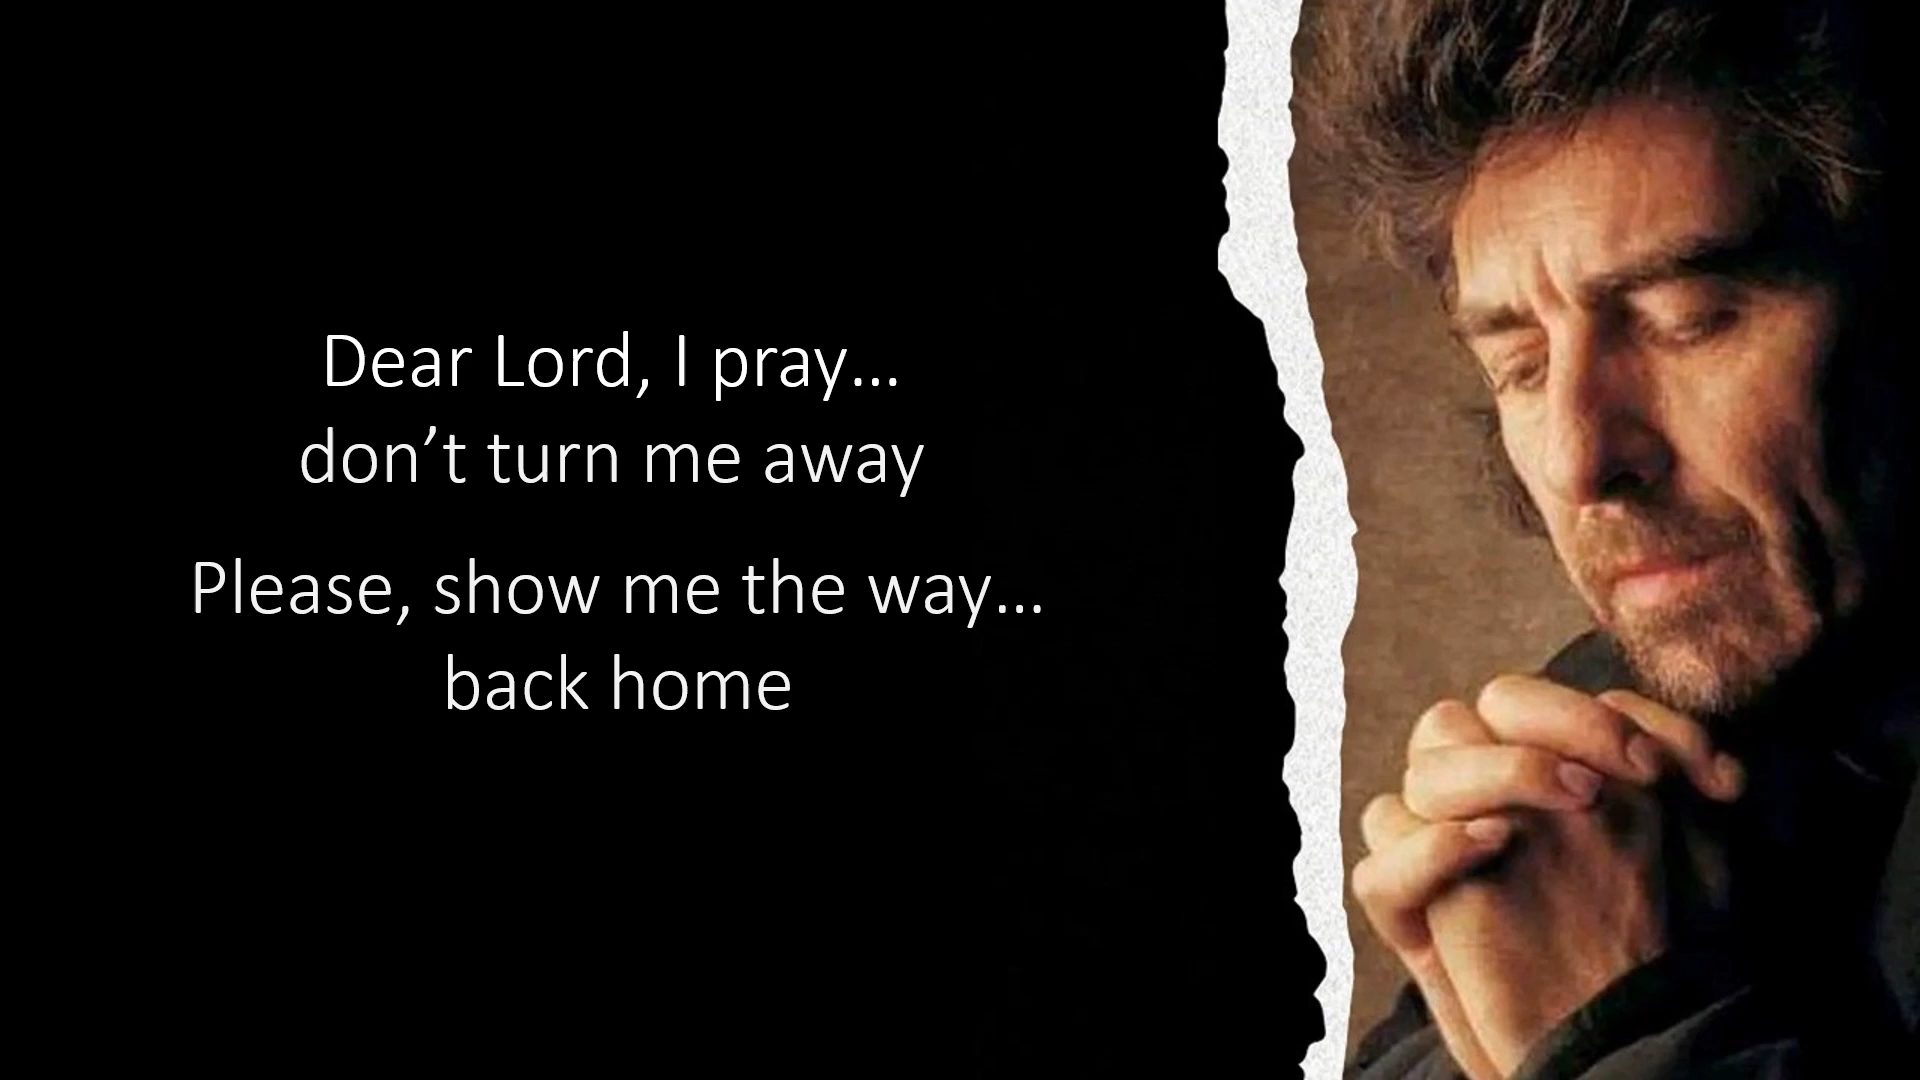 Dear Lord, I pray…
don’t turn me away
Please, show me the way…
back home